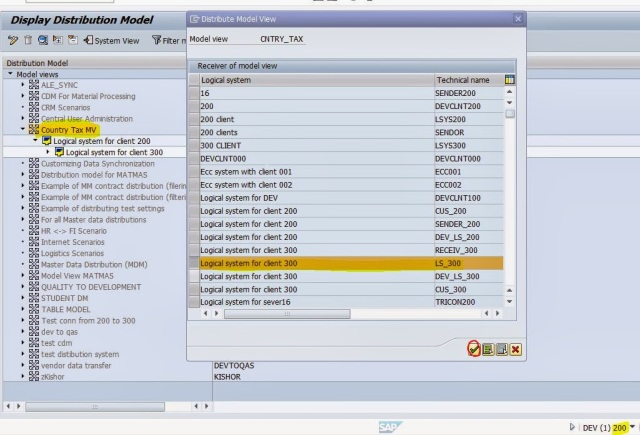 Display Distribution Model
Distribute Model View
System View
Filter m
Model view CNTRY_TAX
Distribution Model
Model views
ALE_SYNC
CDM For Material Processing
CRM Scenarios
Central User Administration
Country Tax MV
Logical system for client 200
Logical system for client 300
Customizing Data Synchronization
Distribution model for MATMAS
Example of MM contract distribution (filerin
Example of MM contract distribution (filteri
Example of distributing test settings
For all Master data distributions
HR <-> FI Scenario
Internet Scenarios
Logistics Scenarios
Master Data Distribution (MDM)
Model View MATMAS
QUALITY TO DEVELOPMENT
STUDENT DM
TABLE MODEL
Test conn from 200 to 300
dev to qas
test cdm
test distibution system
vendor data transfer
zKishor
DEVTOQAS
KISHOR
Receiver of model view
Logical system Technical name
16 SENDER200
200 DEVCLNT200
200 client LSYS200
200 clients SENDOR
300 CLIENT LSYS300
DEVCLNT000 DEVCLNT000
Ecc system with client 001 ECC001
Ecc system with client 002 ECC002
Logical system for DEV DEVCLNT100
Logical system for client 200 CUS_200
Logical system for client 200 SENDER_200
Logical system for client 200 DEV_LS_200
Logical system for client 300 RECEIV_300
Logical system for client 300 LS_300
Logical system for client 300 DEV_LS_300
Logical system for client 300 CUS_300
Logical system for sever16 TRICON200
SAP
DEV (1) 200